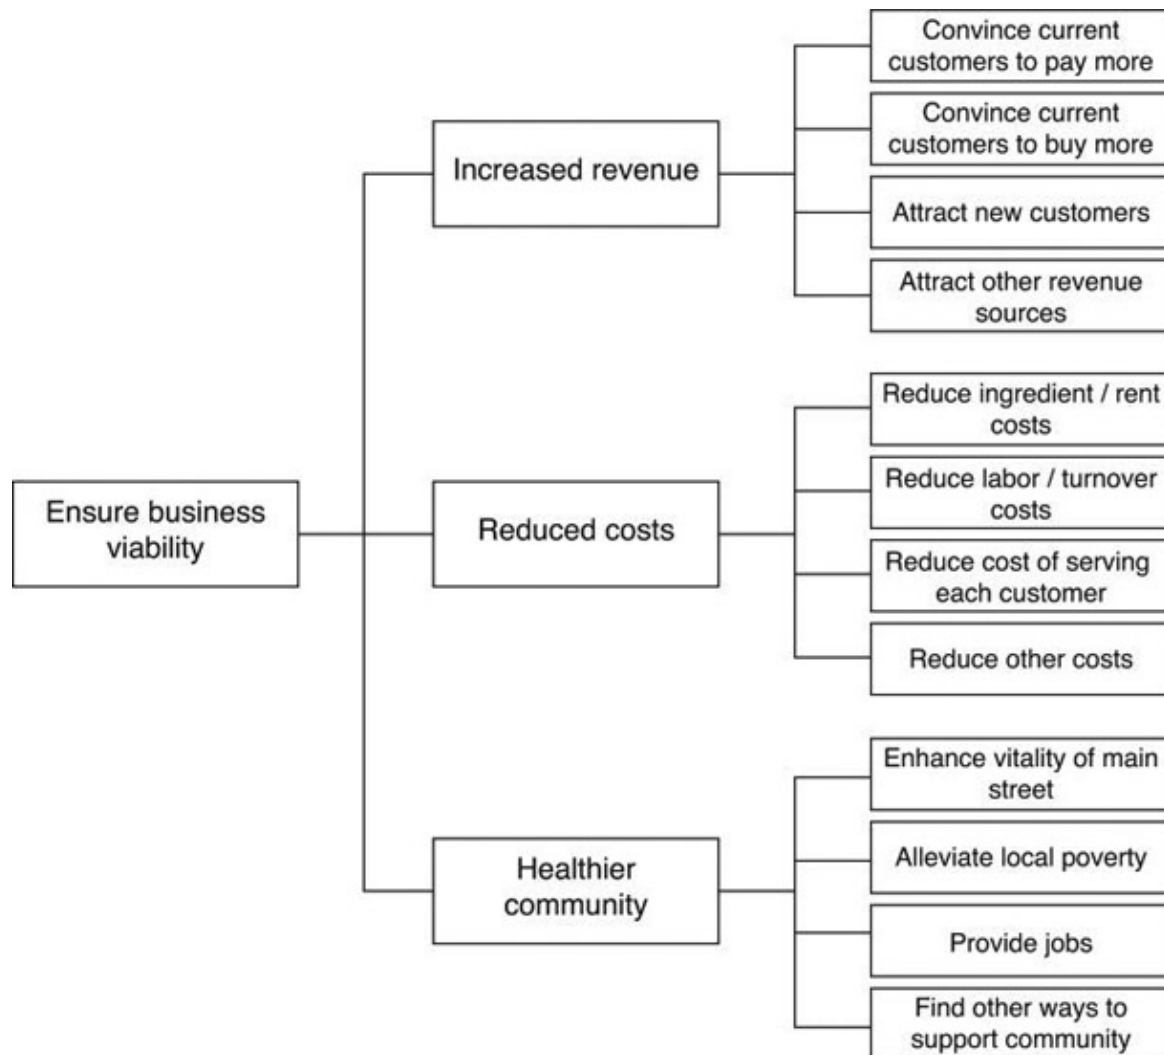 Convince current
customers to pay more
Convince current
customers to buy more
Increased revenue
Attract new customers
Attract other revenue
sources
Reduce ingredient / rent
costs
Reduce labor / turnover
costs
Ensure business
viability
Reduced costs
Reduce cost of serving
each customer
Reduce other costs
Enhance vitality of main
street
Alleviate local poverty
Healthier
community
Provide jobs
Find other ways to
support community